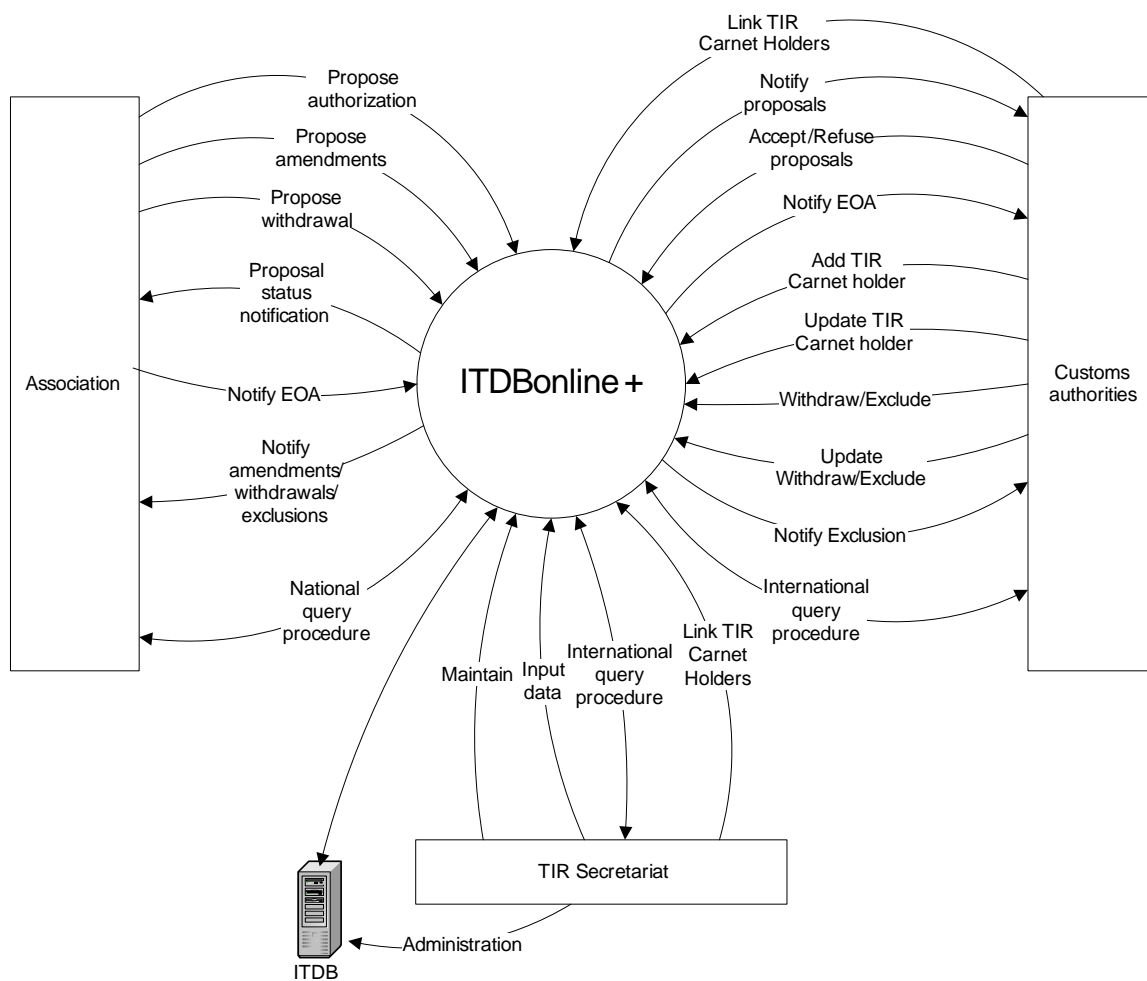 Link TIR
Carnet Holders
Propose
authorization
Notify
proposals
Propose
amendments
Accept/Refuse
proposals
Propose
withdrawal
Notify EOA
Proposal
status
notification
Add TIR
Carnet holder
Update TIR
Carnet holder
Association
ITDBonline +
Customs
authorities
Notify EOA
Withdraw/Exclude
Notify
amendments/
withdrawals/
exclusions
Update
Withdraw/Exclude
Notify Exclusion
National
query
procedure
International
query
procedure
Maintain
Input
data
International
query
procedure
Link TIR
Carnet
Holders
TIR Secretariat
Administration
ITDB